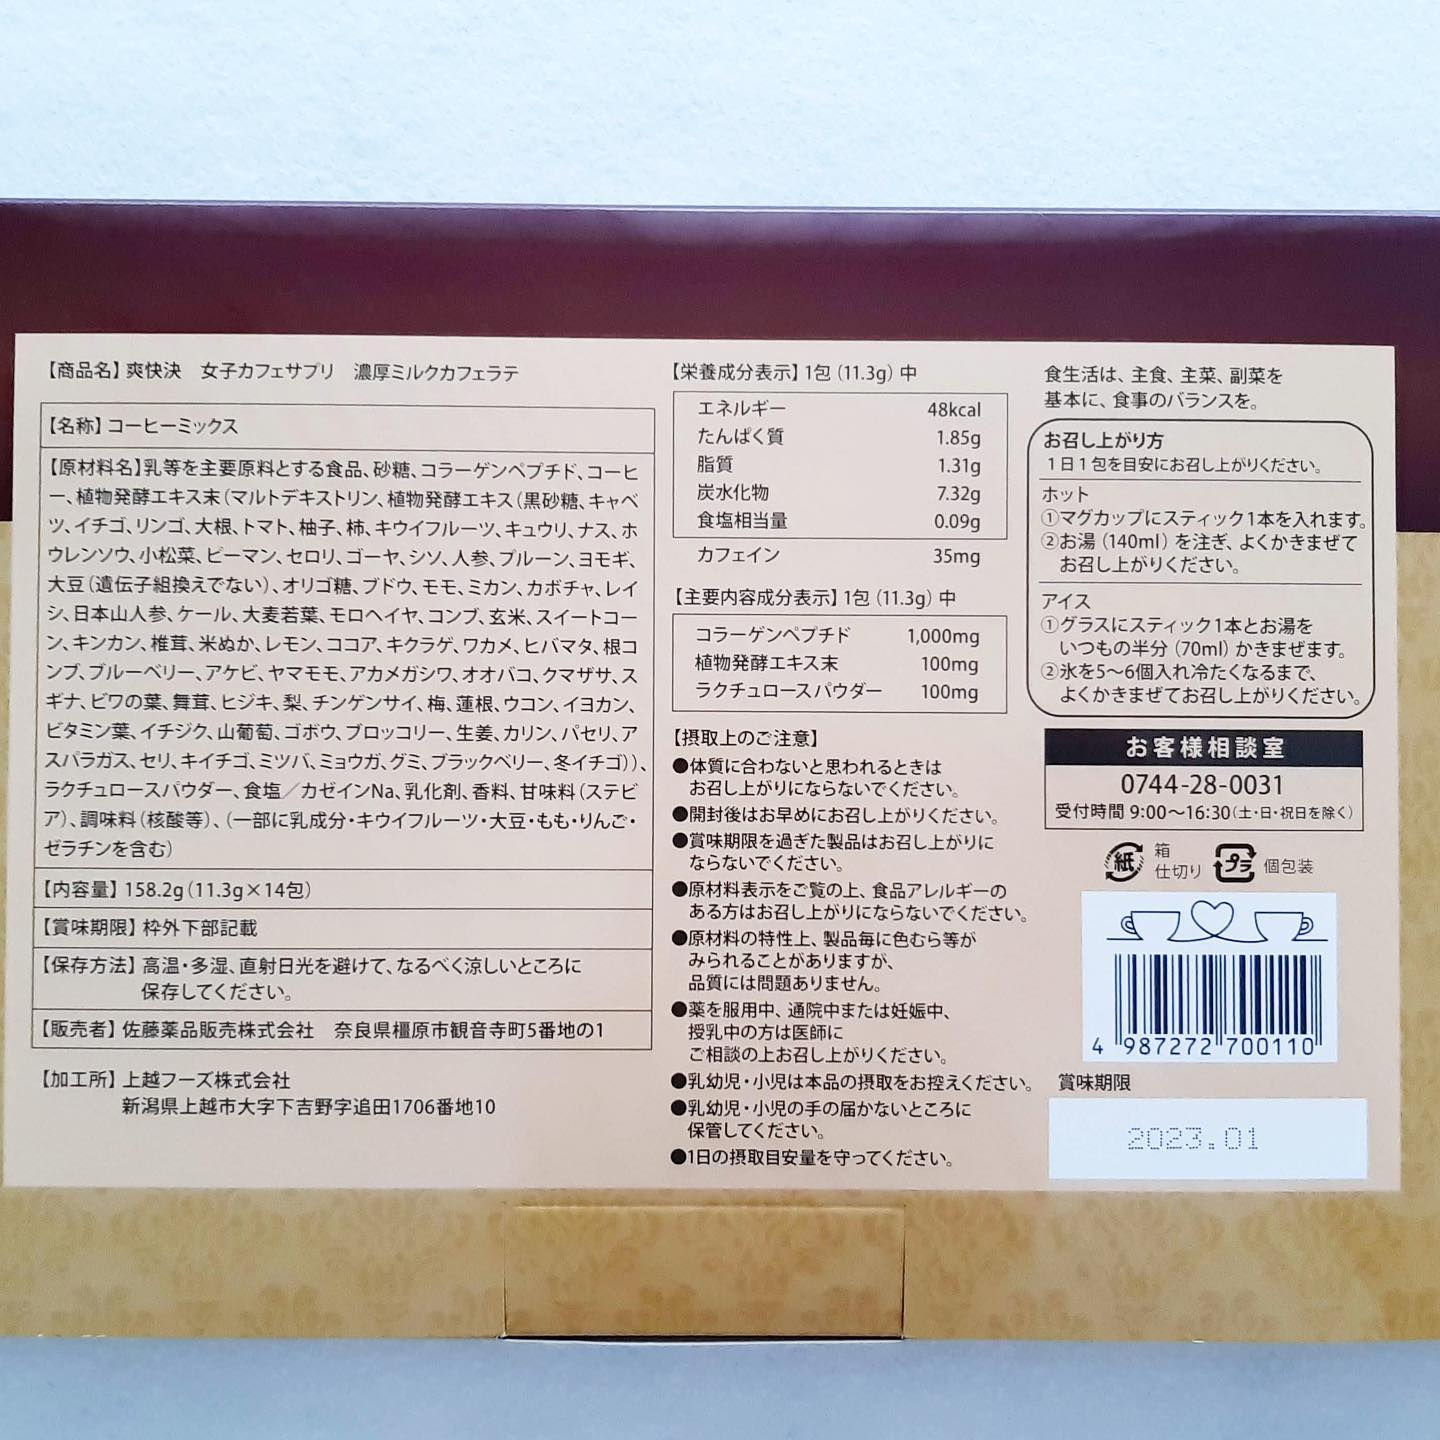 【商品名】爽快決　女子カフェサプリ　濃厚ミルクカフェラテ
【名称】コーヒーミックス
【原材料名】乳等を主要原料とする食品、砂糖、コラーゲンペプチド、コーヒ
ー、植物発酵エキス末（マルトデキストリン、植物発酵エキス（黒砂糖、キャベ
ツ、イチゴ、リンゴ、大根、トマト、柚子、柿、キウイフルーツ、キュウリ、ナス、ホ
ウレンソウ、小松菜、ピーマン、セロリ、ゴーヤ、シソ、人参、プルーン、ヨモギ、
大豆（遺伝子組換えでない）、オリゴ糖、ブドウ、モモ、ミカン、カボチャ、レイ
シ、日本山人参、ケール、大麦若葉、モロヘイヤ、コンブ、玄米、スイートコー
ン、キンカン、椎茸、米ぬか、レモン、ココア、キクラゲ、ワカメ、ヒバマタ、根コ
ンブ、ブルーベリー、アケビ、ヤマモモ、アカメガシワ、オオバコ、クマザサ、ス
ギナ、ビワの葉、舞茸、ヒジキ、梨、チンゲンサイ、梅、蓮根、ウコン、イヨカン、
ビタミン葉、イチジク、山葡萄、ゴボウ、ブロッコリー、生姜、カリン、パセリ、ア
スパラガス、セリ、キイチゴ、ミツバ、ミョウガ、グミ、ブラックベリー、冬イチゴ））、
ラクチュロースパウダー、食塩／カゼインNa、乳化剤、香料、甘味料（ステビ
ア）、調味料（核酸等）、（一部に乳成分・キウイフルーツ・大豆・もも・りんご・
ゼラチンを含む）
【内容量】158.2g（11.3g×14包）
【賞味期限】枠外下部記載
【保存方法】高温・多湿、直射日光を避けて、なるべく涼しいところに
保存してください。
【販売者】佐藤薬品販売株式会社　奈良県橿原市観音寺町5番地の1
【加工所】上越フーズ株式会社
新潟県上越市大字下吉野字追田1706番地10
【栄養成分表示】1包（11.3g）中
エネルギー　48kcal
たんぱく質　1.85g
脂質　1.31g
炭水化物　7.32g
食塩相当量　0.09g
カフェイン　35mg
【主要内容成分表示】1包（11.3g）中
コラーゲンペプチド　1,000mg
植物発酵エキス末　100mg
ラクチュロースパウダー　100mg
【摂取上のご注意】
●体質に合わないと思われるときは
お召し上がりにならないでください。
●開封後はお早めにお召し上がりください。
●賞味期限を過ぎた製品はお召し上がりに
ならないでください。
●原材料表示をご覧の上、食品アレルギーの
ある方はお召し上がりにならないでください。
●原材料の特性上、製品毎に色むら等が
みられることがありますが、
品質には問題ありません。
●薬を服用中、通院中または妊娠中、
授乳中の方は医師に
ご相談の上お召し上がりください。
●乳幼児・小児は本品の摂取をお控えください。
●乳幼児・小児の手の届かないところに
保管してください。
●1日の摂取目安量を守ってください。
食生活は、主食、主菜、副菜を
基本に、食事のバランスを。
お召し上がり方
1日1包を目安にお召し上がりください。
ホット
①マグカップにスティック1本を入れます。
②お湯（140ml）を注ぎ、よくかきまぜて
お召し上がりください。
アイス
①グラスにスティック1本とお湯を
いつもの半分（70ml）かきまぜます。
②氷を5〜6個入れ冷たくなるまで、
よくかきまぜてお召し上がりください。
お客様相談室
0744-28-0031
受付時間 9:00〜16:30（土・日・祝日を除く）
紙 箱
仕切り
プラ 個包装
4 987272 700110
賞味期限
2023.01